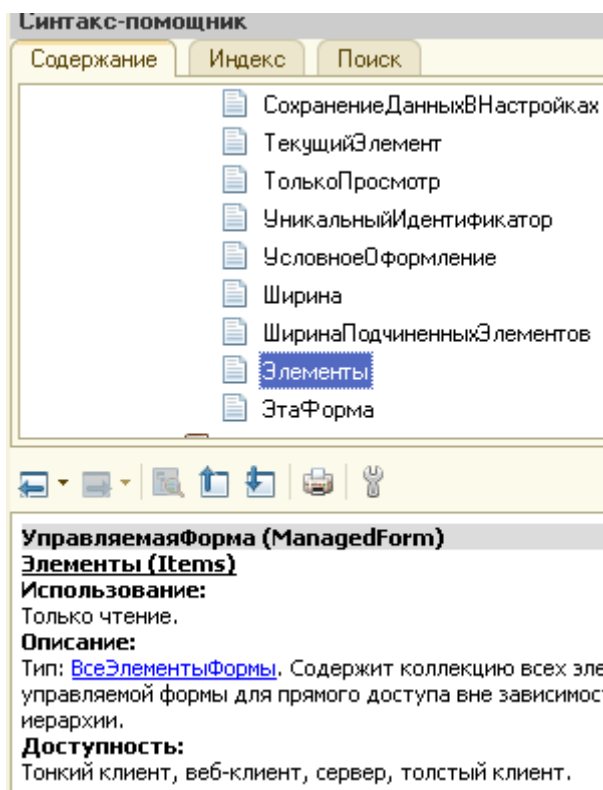 Синтакс-помощник
Содержание Индекс Поиск
СохранениеДанныхВНастройках
ТекущийЭлемент
ТолькоПросмотр
УникальныйИдентификатор
УсловноеОформление
Ширина
ШиринаПодчиненныхЭлементов
Элементы
ЭтаФорма
УправляемаяФорма (ManagedForm)
Элементы (Items)
Использование:
Только чтение.
Описание:
Тип: ВсеЭлементыФормы. Содержит коллекцию всех эле
управляемой формы для прямого доступа вне зависимос
иерархии.
Доступность:
Тонкий клиент, веб-клиент, сервер, толстый клиент.